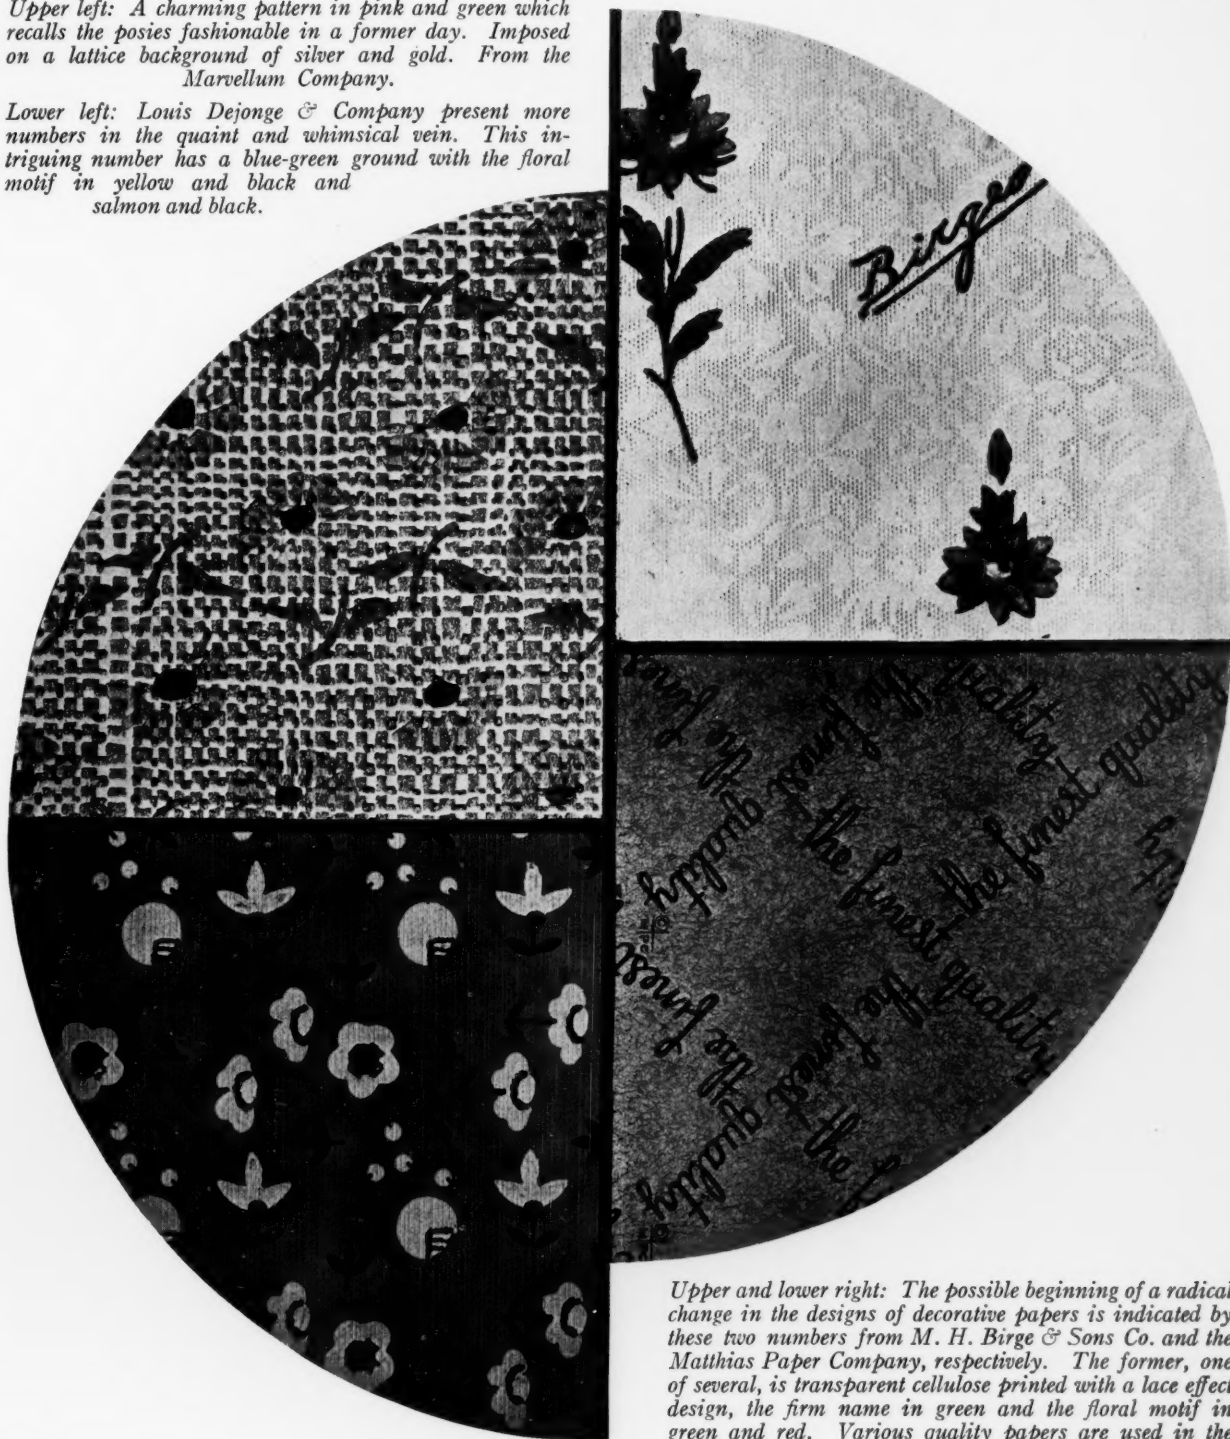 Upper left: A charming pattern in pink and green which
recalls the posies fashionable in a former day. Imposed
on a lattice background of silver and gold. From the
Marvellum Company.
Lower left: Louis Dejonge & Company present more
numbers in the quaint and whimsical vein. This in-
triguing number has a blue-green ground with the floral
motif in yellow and black and
salmon and black.
Birges
quality
the finest
the finest quality
the finest quality
the quality
the finest
the finest
the quality
the
Upper and lower right: The possible beginning of a radical
change in the designs of decorative papers is indicated by
these two numbers from M. H. Birge & Sons Co. and the
Matthias Paper Company, respectively. The former, one
of several, is transparent cellulose printed with a lace effect
design, the firm name in green and the floral motif in
green and red. Various quality papers are used in the